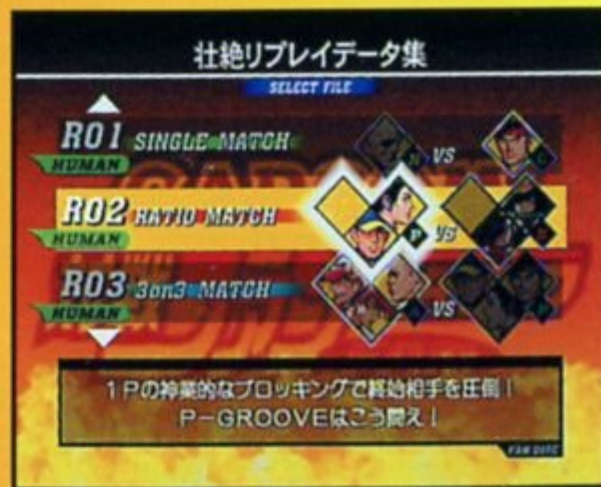 壮絶リプレイデータ集
SELECT FILE
R01 SINGLE MATCH
HUMAN
N VS C
R02 RATIO MATCH
HUMAN
P VS
R03 3on3 MATCH
HUMAN
VS P
1Pの神業的なブロッキングで終始相手を圧倒！
P-GROOVEはこう闘え！
FAN DISC